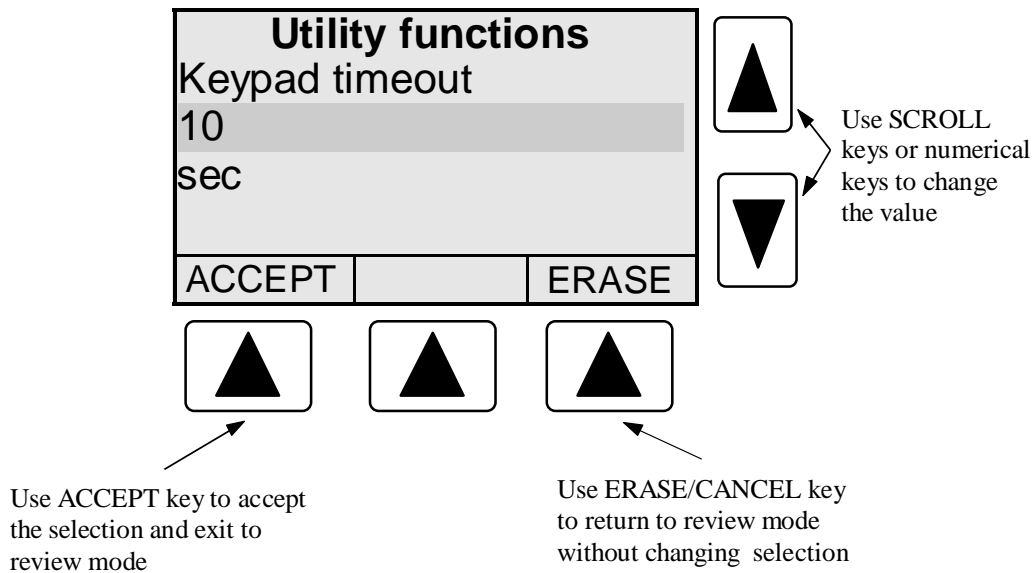 Utility functions
Keypad timeout
10
sec
ACCEPT
ERASE
Use SCROLL
keys or numerical
keys to change
the value
Use ACCEPT key to accept
the selection and exit to
review mode
Use ERASE/CANCEL key
to return to review mode
without changing selection